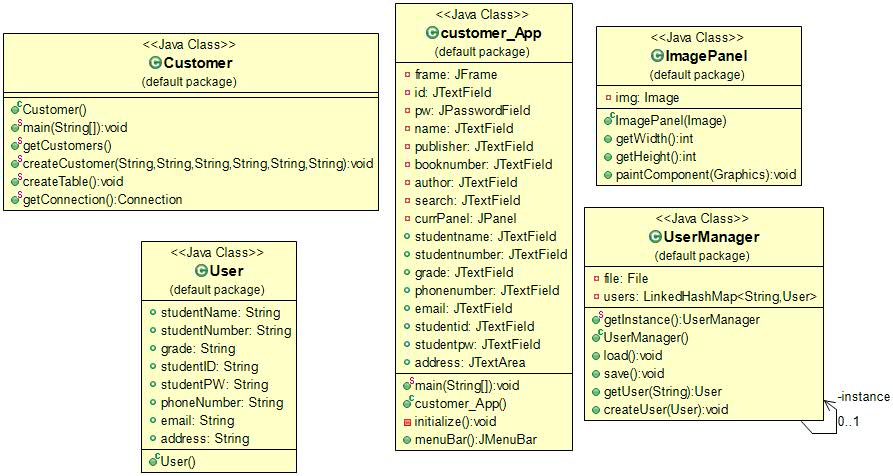 <<Java Class>>
Customer
(default package)
Customer()
main(String[]):void
getCustomers()
createCustomer(String,String,String,String,String,String):void
createTable():void
getConnection():Connection
<<Java Class>>
User
(default package)
studentName: String
studentNumber: String
grade: String
studentID: String
studentPW: String
phoneNumber: String
email: String
address: String
User()
<<Java Class>>
customer_App
(default package)
frame: JFrame
id: JTextField
pw: JPasswordField
name: JTextField
publisher: JTextField
booknumber: JTextField
author: JTextField
search: JTextField
currPanel: JPanel
studentname: JTextField
studentnumber: JTextField
grade: JTextField
phonenumber: JTextField
email: JTextField
studentid: JTextField
studentpw: JTextField
address: JTextArea
main(String[]):void
customer_App()
initialize():void
menuBar():JMenuBar
<<Java Class>>
ImagePanel
(default package)
img: Image
ImagePanel(Image)
getWidth():int
getHeight():int
paintComponent(Graphics):void
<<Java Class>>
UserManager
(default package)
file: File
users: LinkedHashMap<String,User>
getInstance():UserManager
UserManager()
load():void
save():void
getUser(String):User
createUser(User):void
-instance
0..1